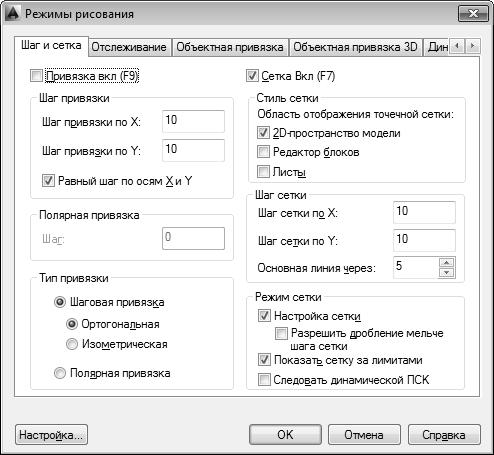 Режимы рисования
Шаг и сетка
Отслеживание
Объектная привязка
Объектная привязка 3D
Дин
Привязка вкл (F9)
Шаг привязки
Шаг привязки по X: 10
Шаг привязки по Y: 10
Равный шаг по осям X и Y
Полярная привязка
Шаг: 0
Тип привязки
Шаговая привязка
Ортогональная
Изометрическая
Полярная привязка
Сетка Вкл (F7)
Стиль сетки
Область отображения точечной сетки:
2D-пространство модели
Редактор блоков
Листы
Шаг сетки
Шаг сетки по X: 10
Шаг сетки по Y: 10
Основная линия через: 5
Режим сетки
Настройка сетки
Разрешить дробление мельче
шага сетки
Показать сетку за лимитами
Следовать динамической ПСК
Настройка...
OK
Отмена
Справка